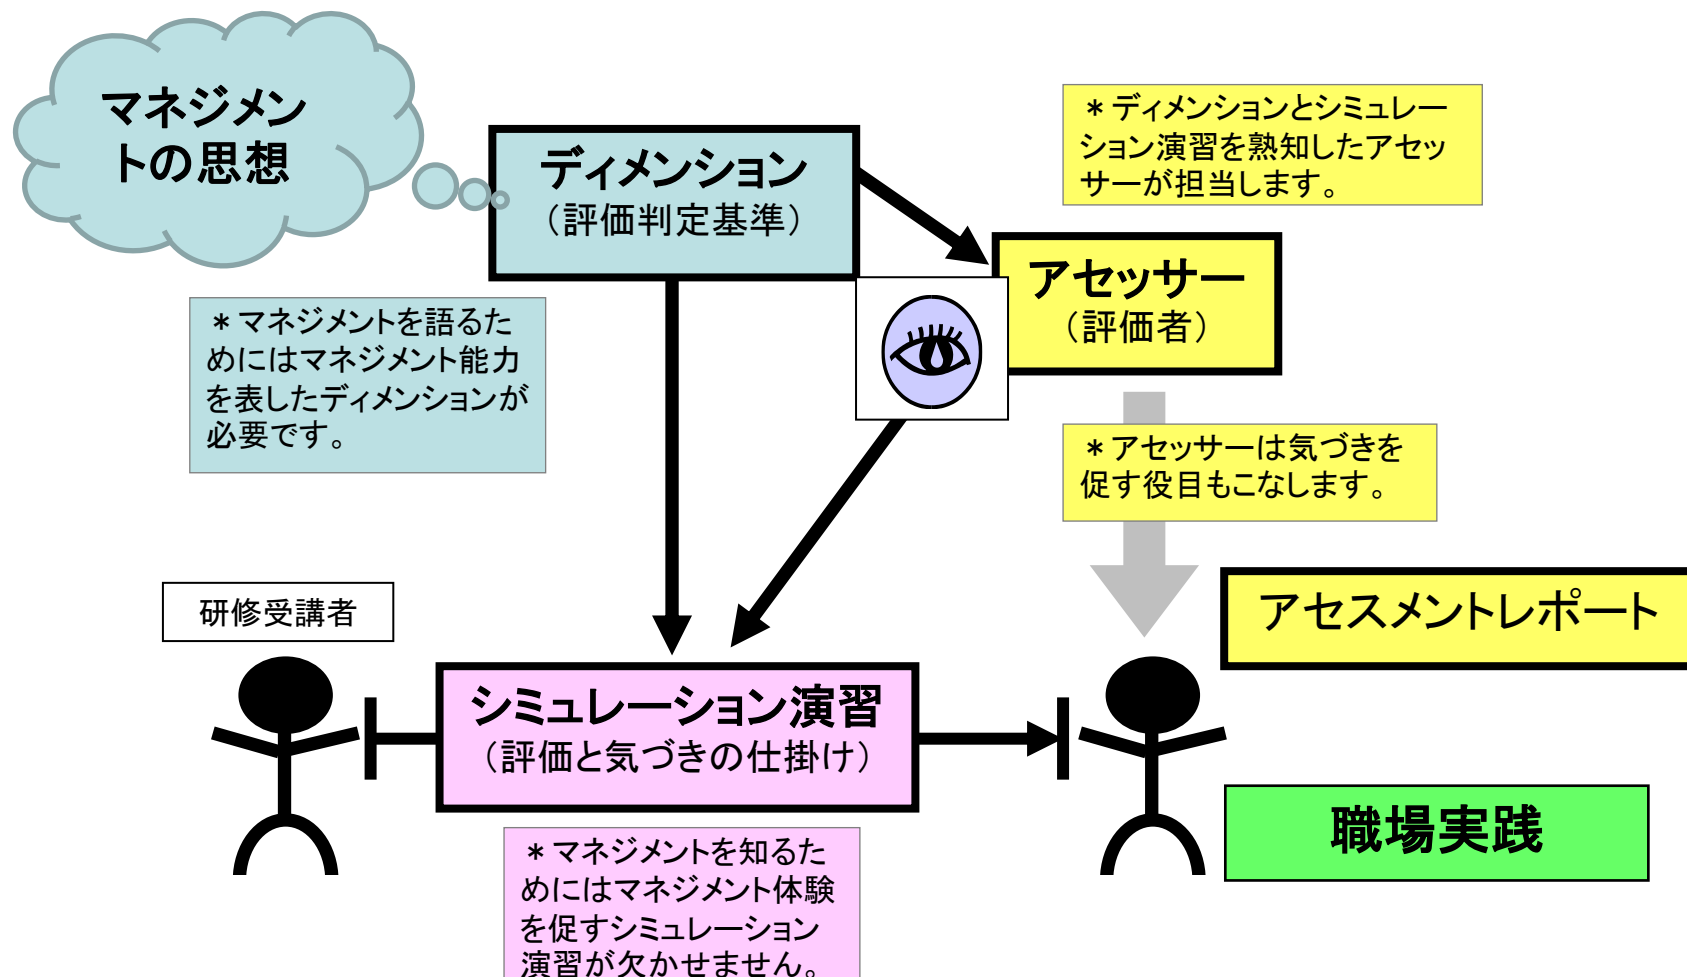 マネジメン
トの思想
ディメンション
（評価判定基準）
＊ディメンションとシミュレー
ション演習を熟知したアセッ
サーが担当します。
アセッサー
（評価者）
＊マネジメントを語るた
めにはマネジメント能力
を表したディメンションが
必要です。
＊アセッサーは気づきを
促す役目もこなします。
研修受講者
アセスメントレポート
シミュレーション演習
（評価と気づきの仕掛け）
職場実践
＊マネジメントを知るた
めにはマネジメント体験
を促すシミュレーション
演習が欠かせません。